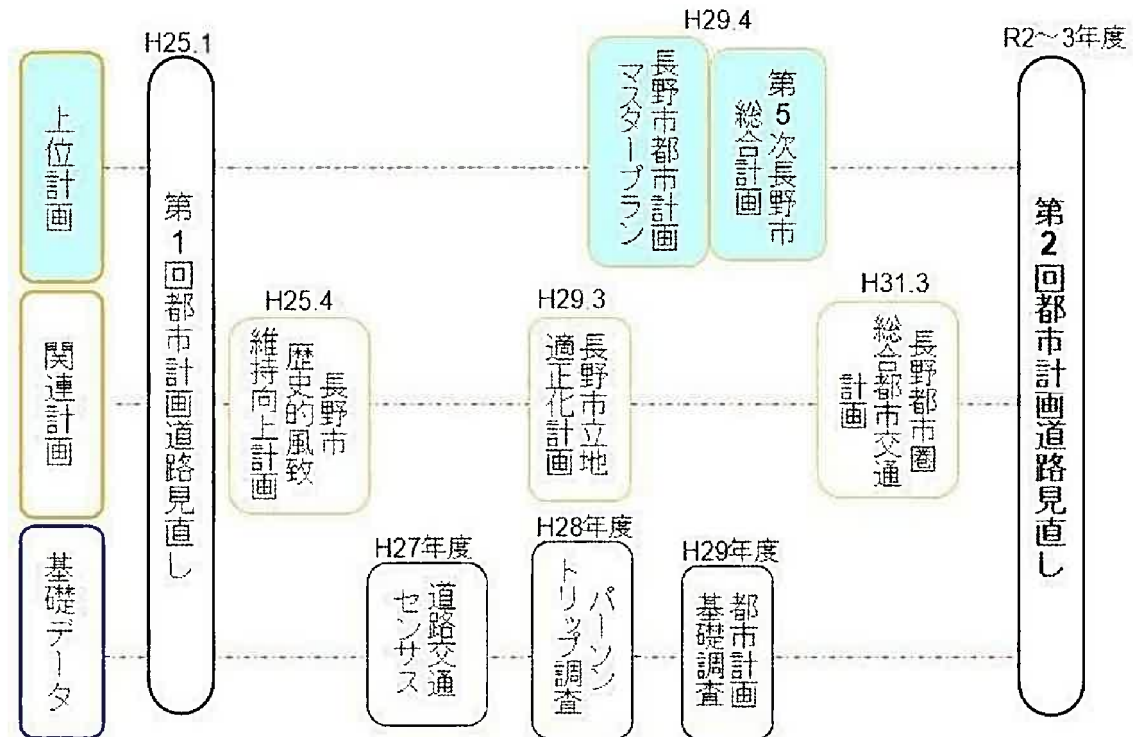 H25.1
H29.4
R2～3年度
上位計画
長野市都市計画
マスタープラン
第5次長野市
総合計画
第1回都市計画道路見直し
第2回都市計画道路見直し
関連計画
H25.4
長野市
歴史的風致
維持向上計画
H29.3
長野市立地
適正化計画
H31.3
長野都市圏
総合都市交通
計画
基礎データ
H27年度
道路交通
センサス
H28年度
パーソン
トリップ調査
H29年度
都市計画
基礎調査